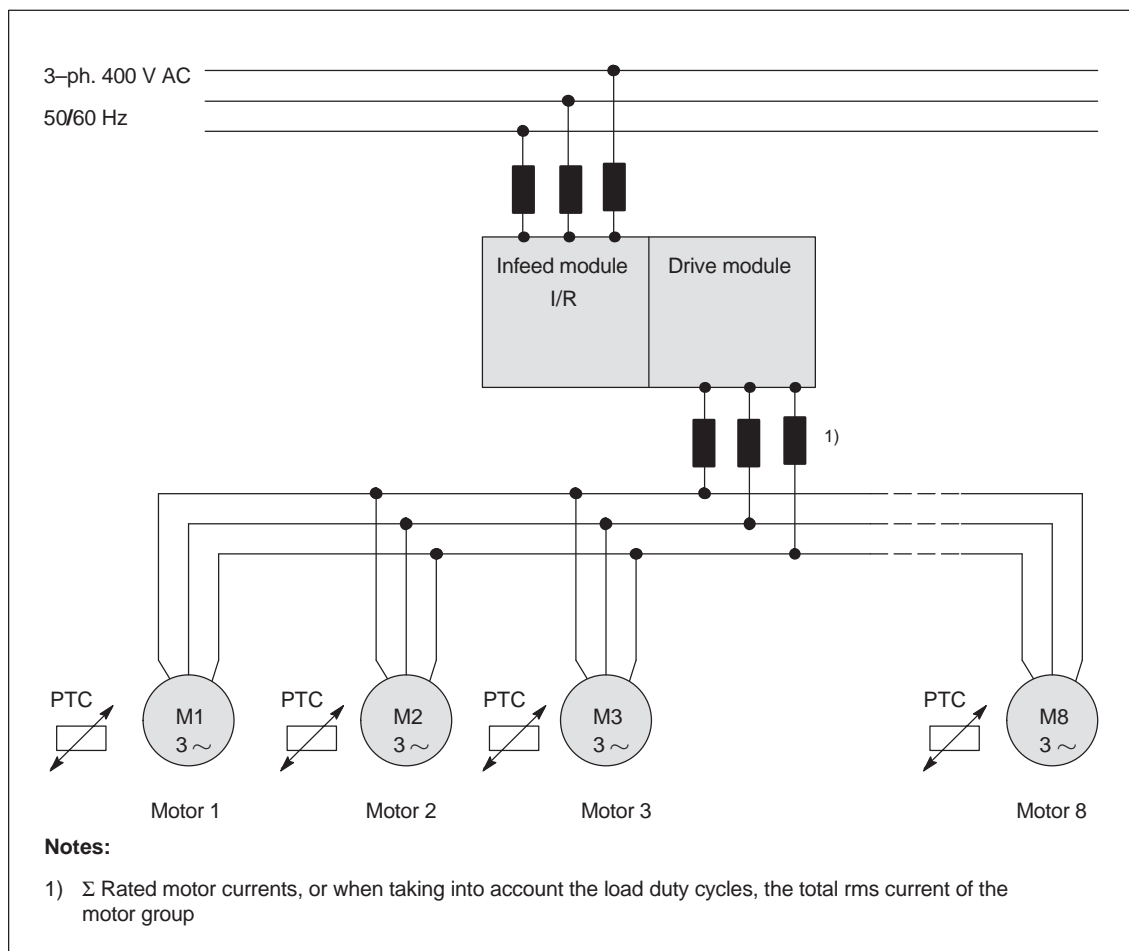 3–ph. 400 V AC
50/60 Hz
Infeed module
I/R
Drive module
1)
PTC
M1
3 ~
PTC
M2
3 ~
PTC
M3
3 ~
PTC
M8
3 ~
Motor 1
Motor 2
Motor 3
Motor 8
Notes:
1) Σ Rated motor currents, or when taking into account the load duty cycles, the total rms current of the
motor group